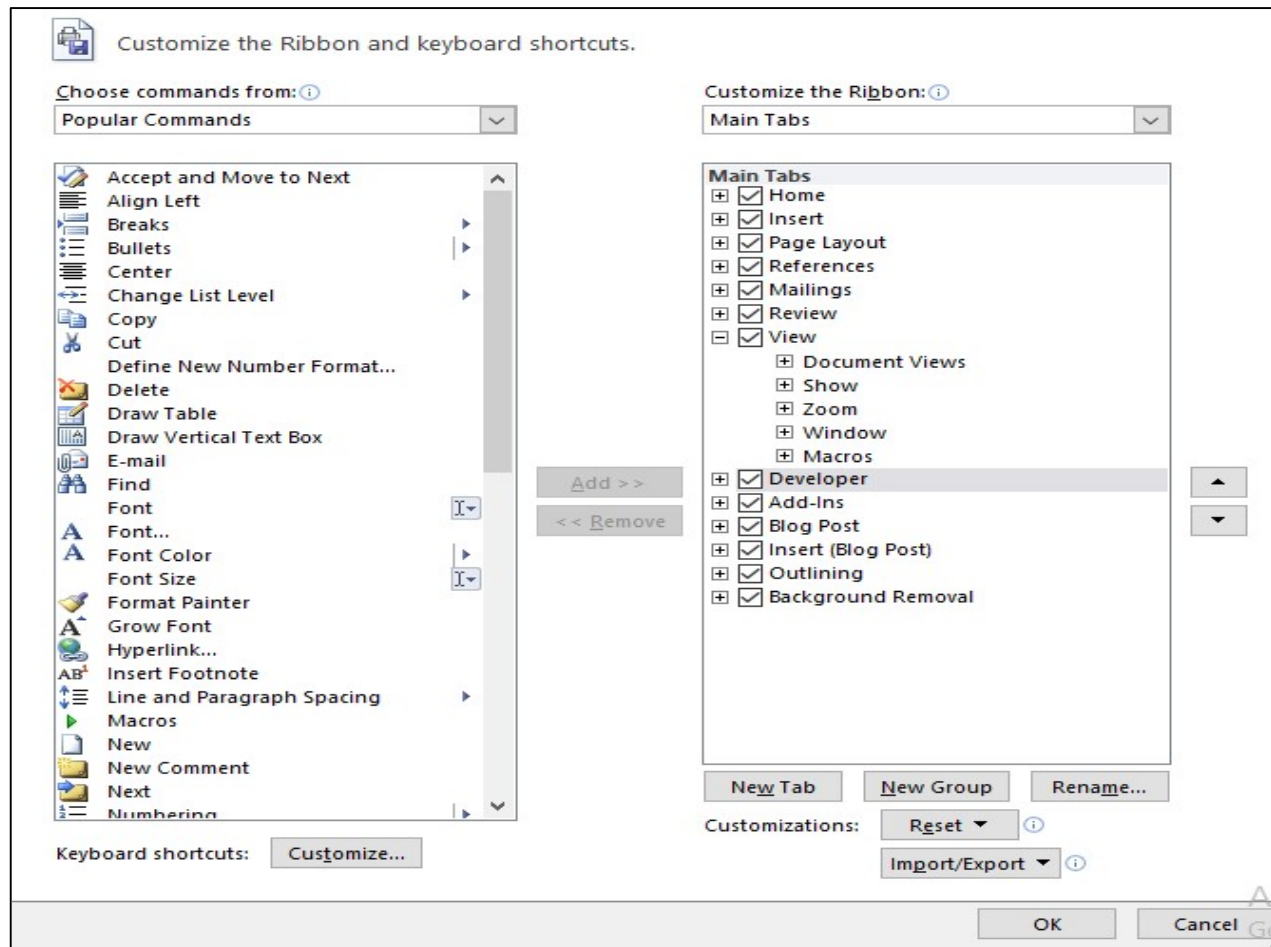 Customize the Ribbon and keyboard shortcuts.
Choose commands from:
Popular Commands
Accept and Move to Next
Align Left
Breaks
Bullets
Center
Change List Level
Copy
Cut
Define New Number Format...
Delete
Draw Table
Draw Vertical Text Box
E-mail
Find
Font
Font...
Font Color
Font Size
Format Painter
Grow Font
Hyperlink...
AB¹ Insert Footnote
Line and Paragraph Spacing
Macros
New
New Comment
Next
Numbering
Keyboard shortcuts: Customize...
Add >>
<< Remove
Customize the Ribbon:
Main Tabs
Main Tabs
Home
Insert
Page Layout
References
Mailings
Review
View
Document Views
Show
Zoom
Window
Macros
Developer
Add-Ins
Blog Post
Insert (Blog Post)
Outlining
Background Removal
New Tab New Group Rename...
Customizations: Reset
Import/Export
OK Cancel